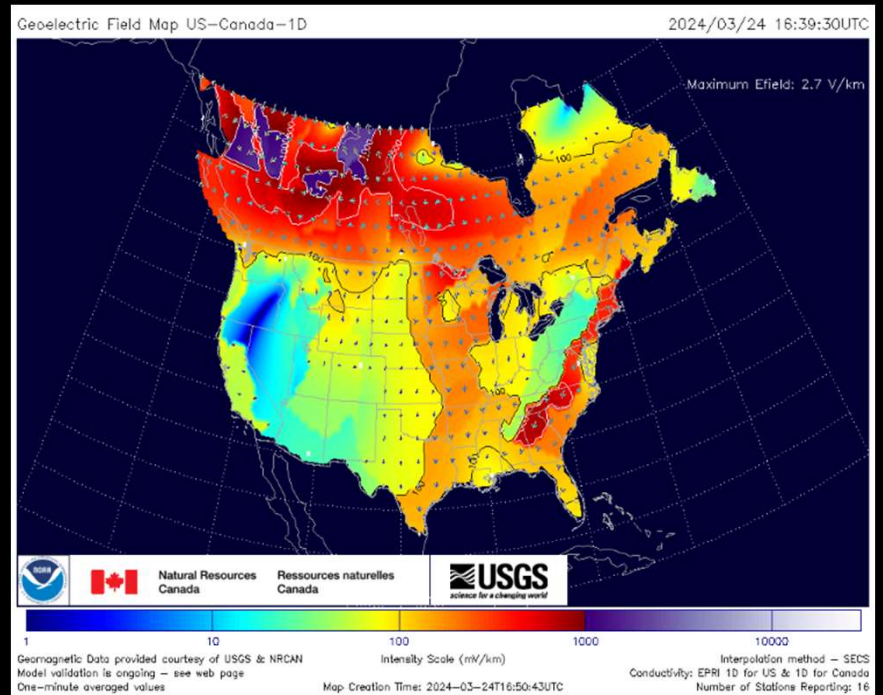 Geoelectric Field Map US-Canada-1D
2024/03/24 16:39:30UTC
Maximum Efield: 2.7 V/km
100
100
100
100
NOAA
Natural Resources Canada
Ressources naturelles Canada
USGS
science for a changing world
1 10 100 1000 10000
Geomagnetic Data provided courtesy of USGS & NRCAN
Intensity Scale (mV/km)
Interpolation method - SECS
Model validation is ongoing - see web page
Conductivity: EPRI 1D for US & 1D for Canada
One-minute averaged values
Map Creation Time: 2024-03-24T16:50:43UTC
Number of Stations Reporting: 16